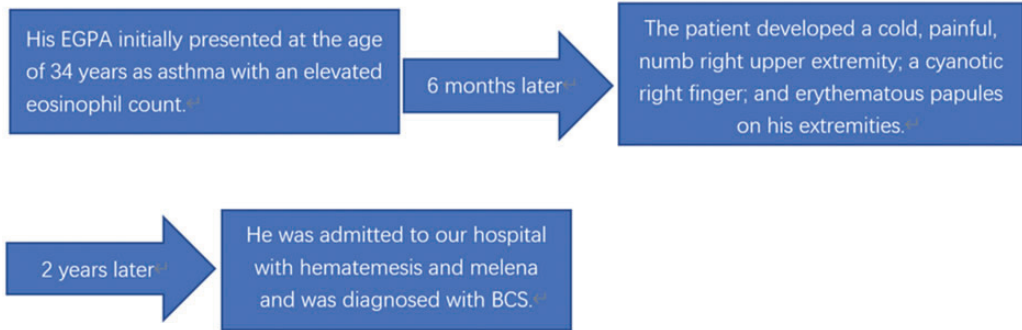 His EGPA initially presented at the age
of 34 years as asthma with an elevated
eosinophil count.↵
6 months later↵
The patient developed a cold, painful,
numb right upper extremity; a cyanotic
right finger; and erythematous papules
on his extremities.↵
2 years later↵
He was admitted to our hospital
with hematemesis and melena
and was diagnosed with BCS.↵